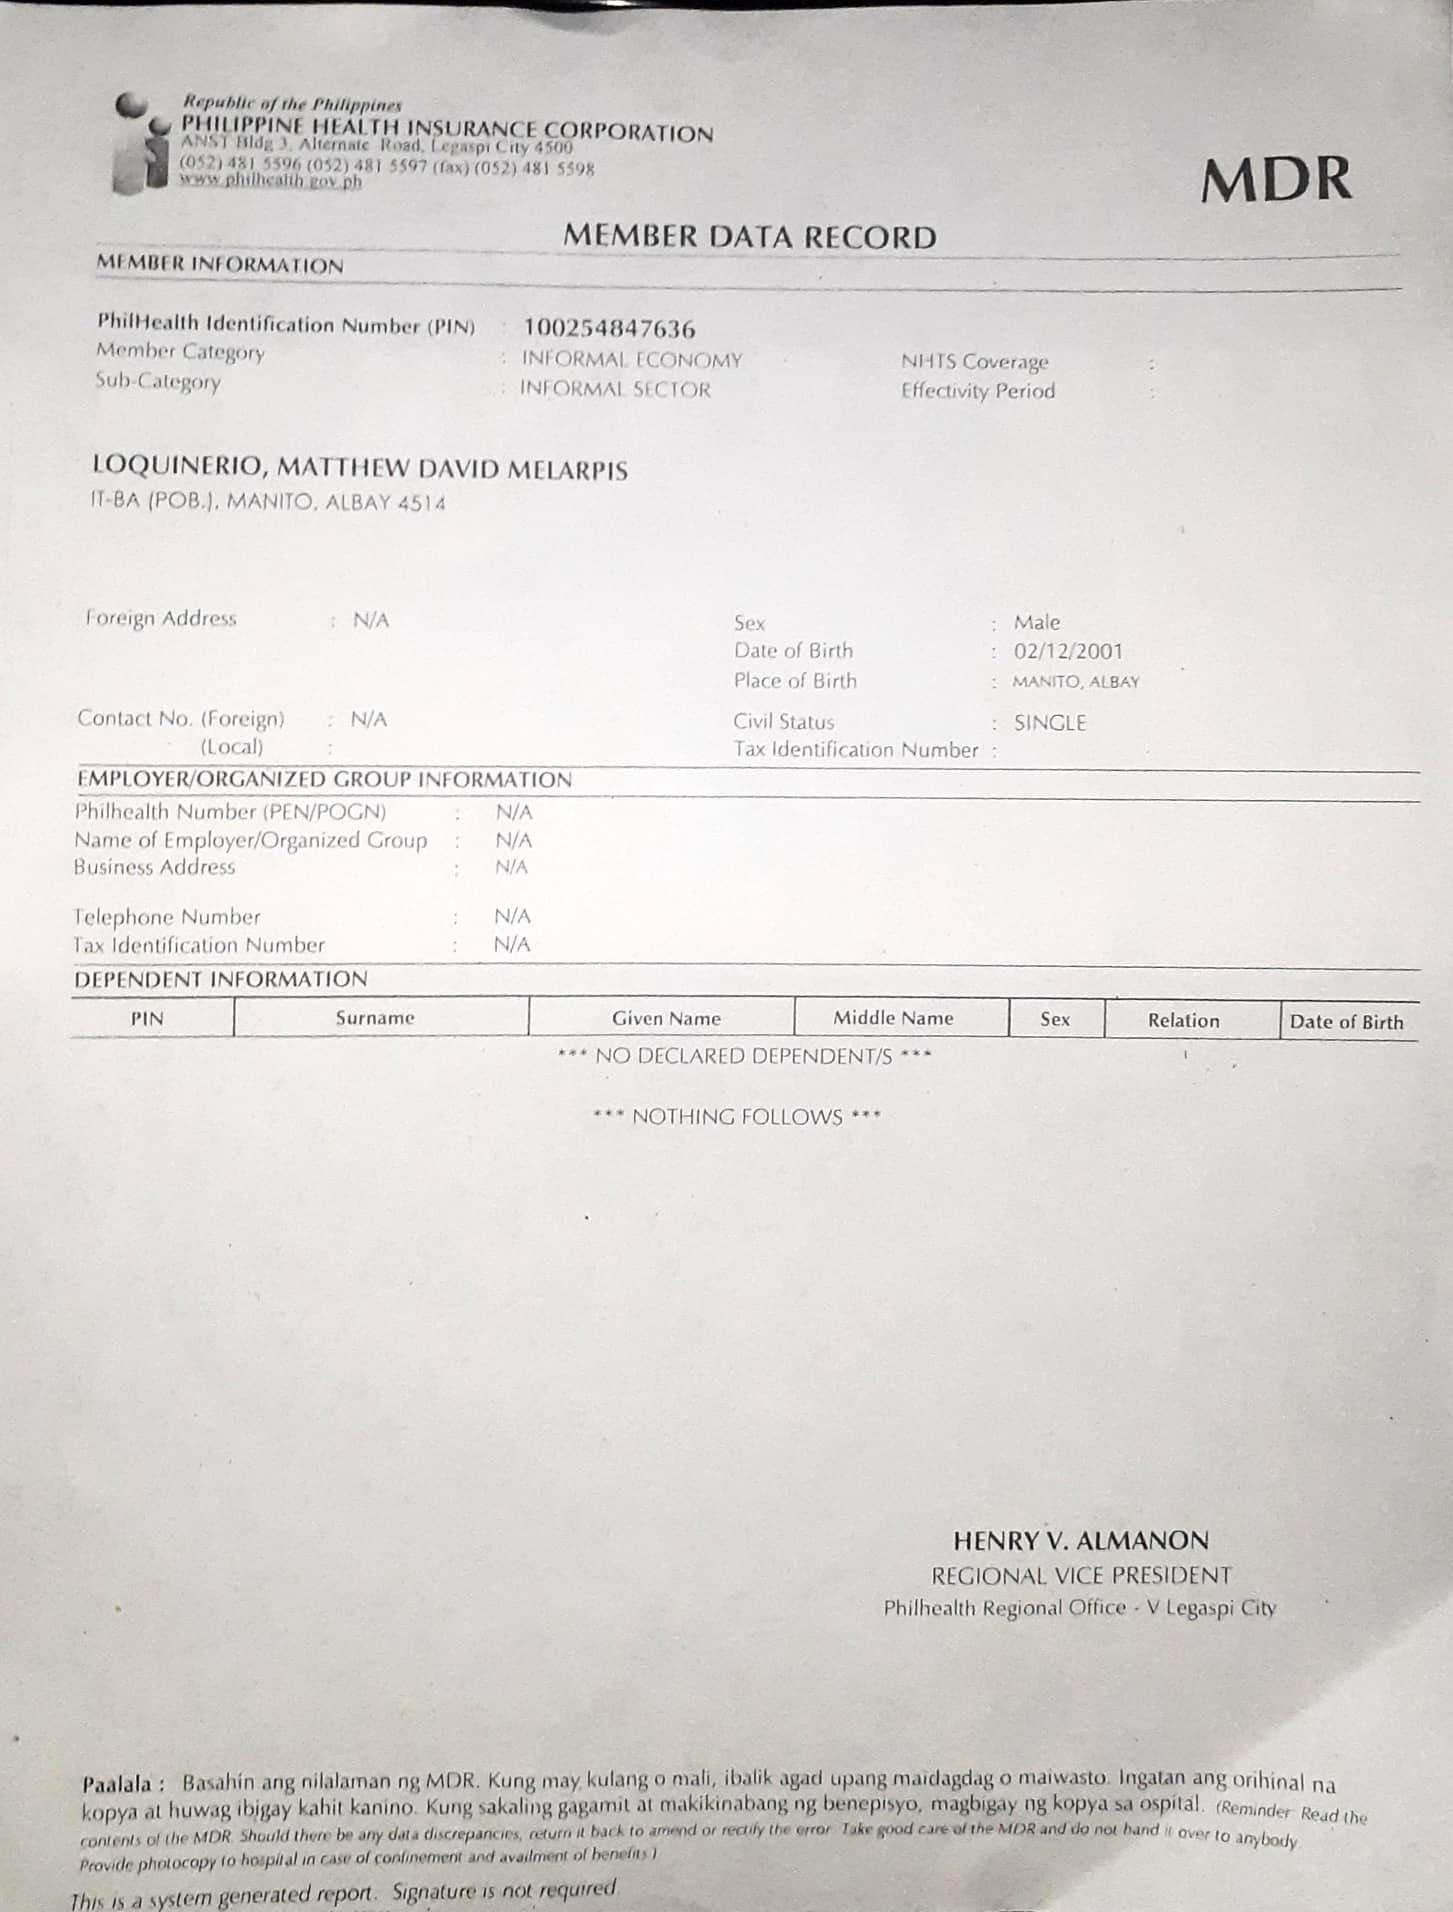 Republic of the Philippines
PHILIPPINE HEALTH INSURANCE CORPORATION
ANST Bldg 3, Alternate Road, Legaspi City 4500
(052) 481 5596 (052) 481 5597 (fax) (052) 481 5598
www.philhealth.gov.ph
MDR
MEMBER DATA RECORD
MEMBER INFORMATION
PhilHealth Identification Number (PIN) : 100254847636
Member Category : INFORMAL ECONOMY NHTS Coverage :
Sub-Category : INFORMAL SECTOR Effectivity Period :
LOQUINERIO, MATTHEW DAVID MELARPIS
IT-BA (POB.), MANITO, ALBAY 4514
Foreign Address : N/A Sex : Male
Date of Birth : 02/12/2001
Place of Birth : MANITO, ALBAY
Contact No. (Foreign) : N/A Civil Status : SINGLE
(Local) : Tax Identification Number :
EMPLOYER/ORGANIZED GROUP INFORMATION
Philhealth Number (PEN/POGN) : N/A
Name of Employer/Organized Group : N/A
Business Address : N/A
Telephone Number : N/A
Tax Identification Number : N/A
DEPENDENT INFORMATION
PIN Surname Given Name Middle Name Sex Relation Date of Birth
*** NO DECLARED DEPENDENT/S ***
*** NOTHING FOLLOWS ***
HENRY V. ALMANON
REGIONAL VICE PRESIDENT
Philhealth Regional Office - V Legaspi City
Paalala : Basahin ang nilalaman ng MDR. Kung may kulang o mali, ibalik agad upang maidagdag o maiwasto. Ingatan ang orihinal na
kopya at huwag ibigay kahit kanino. Kung sakaling gagamit at makikinabang ng benepisyo, magbigay ng kopya sa ospital. (Reminder Read the
contents of the MDR. Should there be any data discrepancies, return it back to amend or rectify the error. Take good care of the MDR and do not hand it over to anybody.
Provide photocopy to hospital in case of confinement and availment of benefits.)
This is a system generated report. Signature is not required.